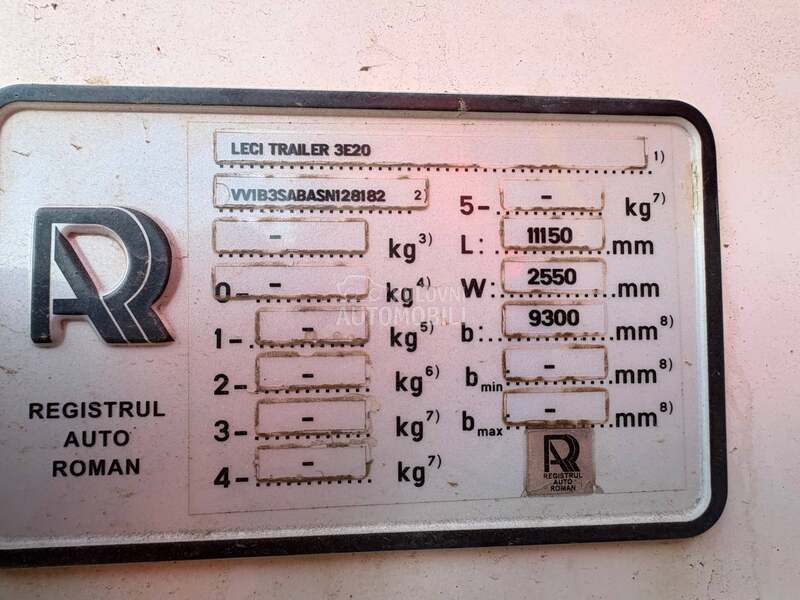 LECI TRAILER 3E20 1)
VV1B3SABASN128182 2)
- kg3)
0- - kg4)
1- - kg5)
2- - kg6)
3- - kg7)
4- - kg7)
5- - kg7)
L: 11150 mm
W: 2550 mm
b: 9300 mm8)
bmin - mm8)
bmax - mm8)
R
REGISTRUL
AUTO
ROMAN
R
REGISTRUL
AUTO
ROMAN
AUTOMOBILI